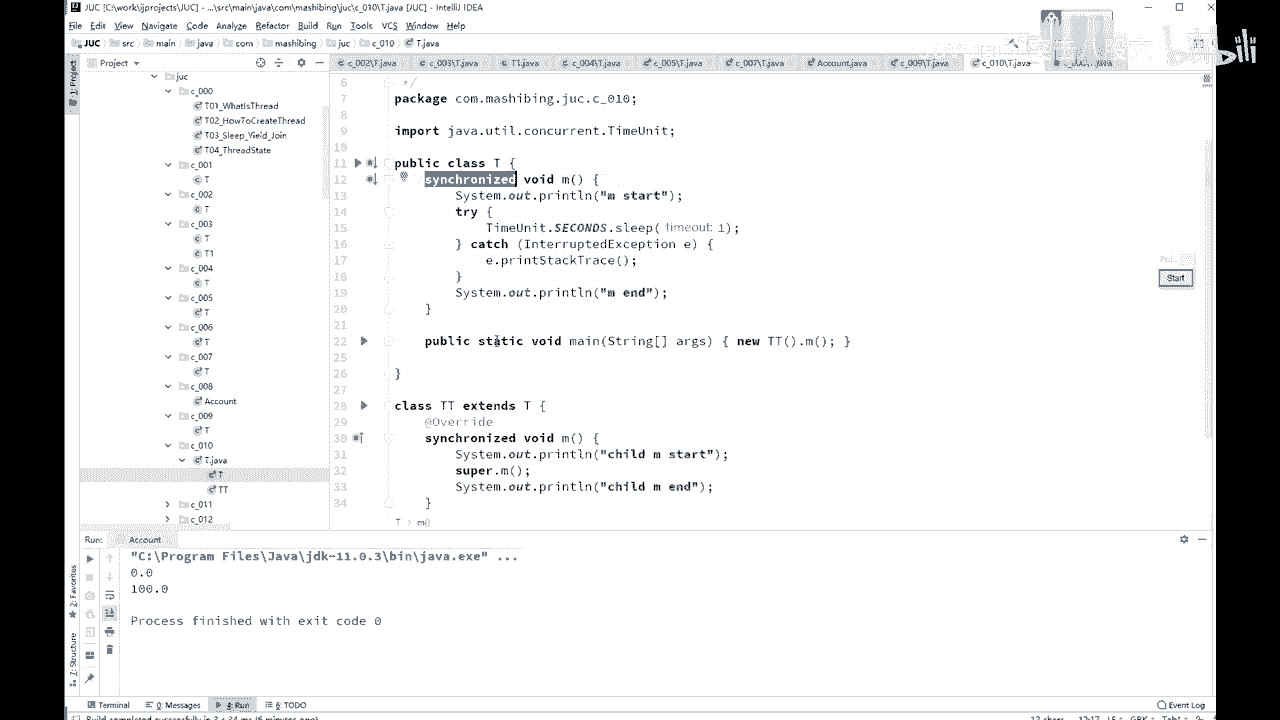 JUC [C:\work\ijprojects\JUC] - ...\src\main\java\com\mashibing\juc\c_010\T.java [JUC] - IntelliJ IDEA
File Edit View Navigate Code Analyze Refactor Build Run Tools VCS Window Help
JUC src main java com mashibing juc c_010 T.java
bilibili
1: Project
Project
c_002\T.java c_003\T.java T1.java c_004\T.java c_005\T.java c_007\T.java Account.java c_009\T.java c_010\T.java
juc
c_000
T01_WhatIsThread
T02_HowToCreateThread
T03_Sleep_Yield_Join
T04_ThreadState
c_001
T
c_002
T
c_003
T
T1
c_004
T
c_005
T
c_006
T
c_007
T
c_008
Account
c_009
T
c_010
T.java
T
TT
c_011
c_012
6 */
7 package com.mashibing.juc.c_010;
8
9 import java.util.concurrent.TimeUnit;
10
11 public class T {
12 synchronized void m() {
13 System.out.println("m start");
14 try {
15 TimeUnit.SECONDS.sleep( timeout: 1);
16 } catch (InterruptedException e) {
17 e.printStackTrace();
18 }
19 System.out.println("m end");
20 }
21
22 public static void main(String[] args) { new TT().m(); }
25
26 }
27
28 class TT extends T {
29 @Override
30 synchronized void m() {
31 System.out.println("child m start");
32 super.m();
33 System.out.println("child m end");
34 }
T › m()
Start
Run: Account
"C:\Program Files\Java\jdk-11.0.3\bin\java.exe" ...
0.0
100.0
Process finished with exit code 0
2: Favorites
7: Structure
Terminal 0: Messages 4: Run 6: TODO
Event Log
Build completed successfully in 3 s 34 ms (6 minutes ago)